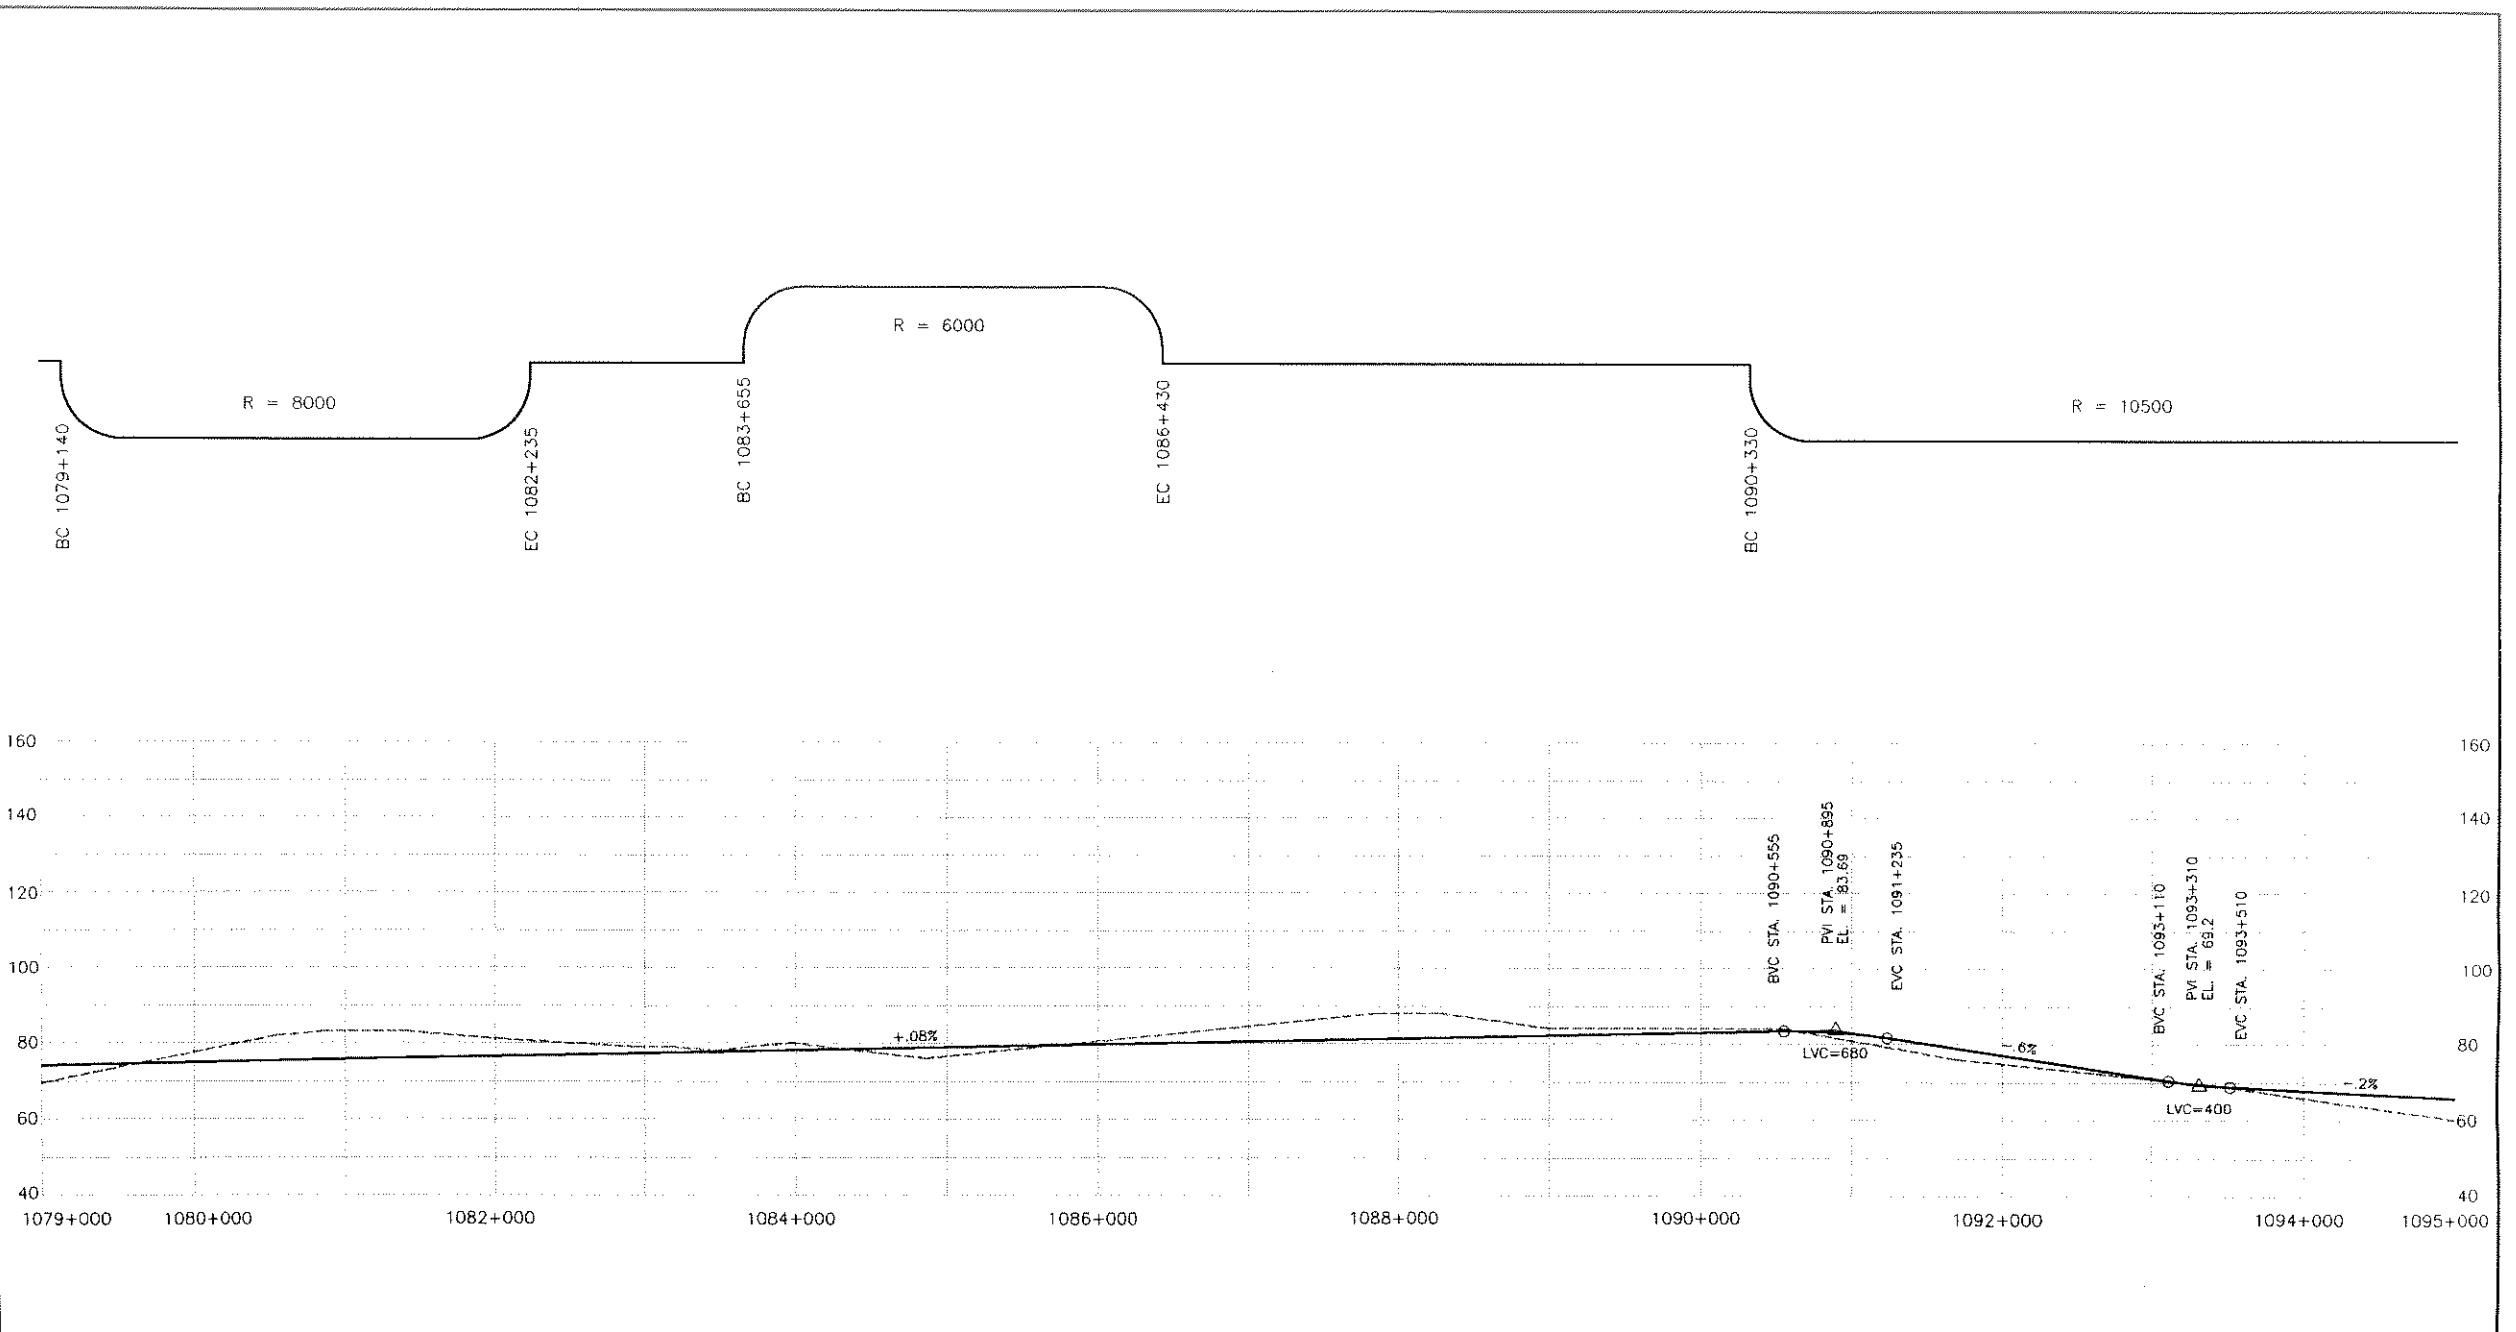 R = 6000
R = 8000
R = 10500
BC 1079+140
EC 1082+235
BC 1083+655
EC 1086+430
BC 1090+330
160
160
140
140
120
120
100
100
80
80
60
60
40
40
BVC STA. 1090+555
PVI STA. 1090+895
EL. = 83.69
EVC STA. 1091+235
BVC STA. 1093+110
PVI STA. 1093+310
EL. = 69.2
EVC STA. 1093+510
+.08%
LVC=680
-.6%
LVC=400
-.2%
1079+000
1080+000
1082+000
1084+000
1086+000
1088+000
1090+000
1092+000
1094+000
1095+000